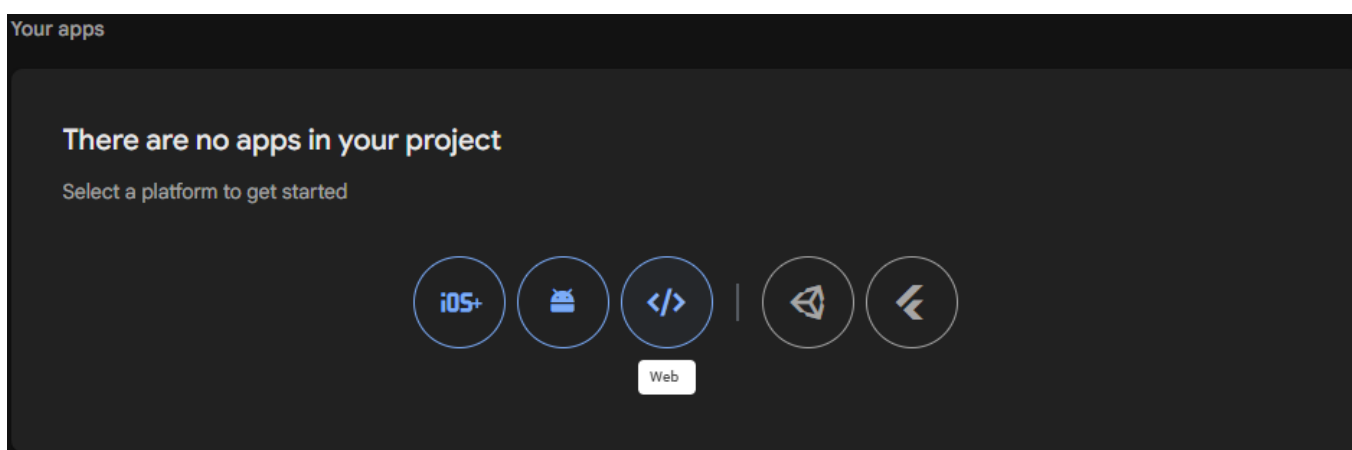 Your apps
There are no apps in your project
Select a platform to get started
iOS+
</>
Web